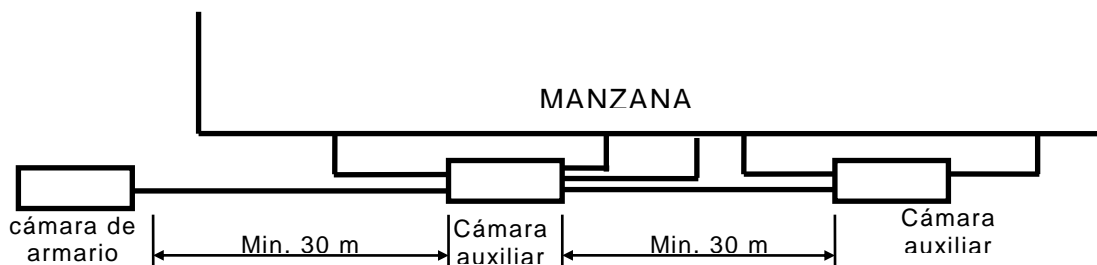 MANZANA
cámara de
armario
Min. 30 m
Cámara
auxiliar
Min. 30 m
Cámara
auxiliar